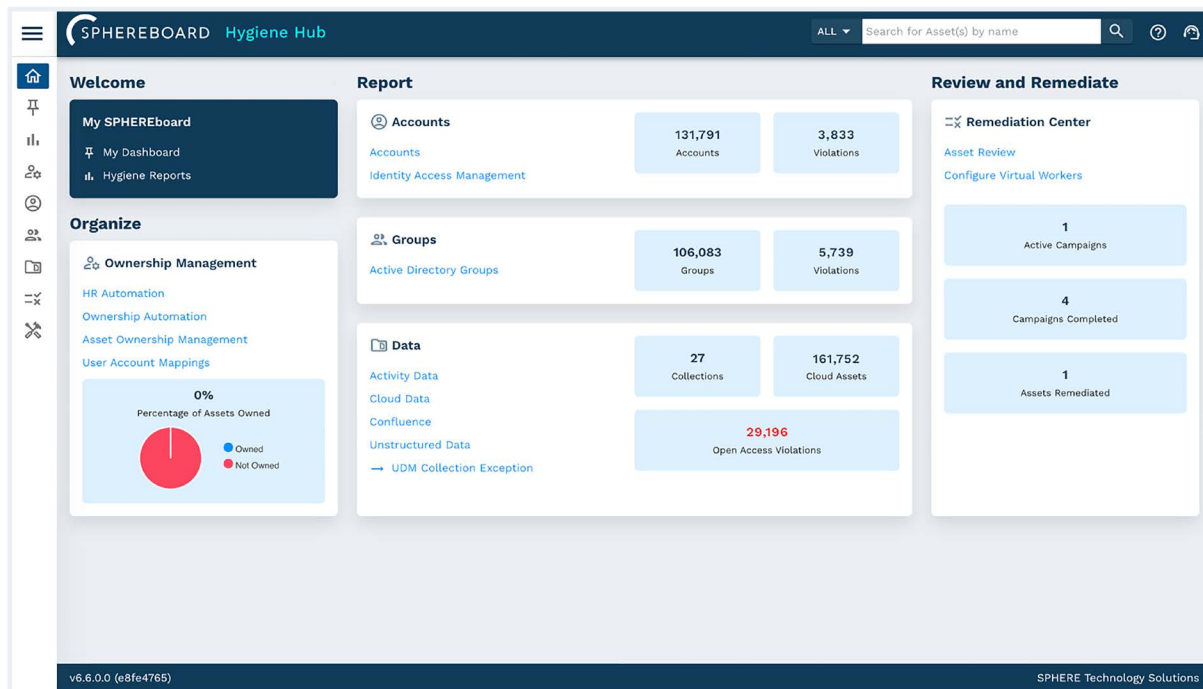 SPHEREBOARD Hygiene Hub
ALL
Search for Asset(s) by name
Welcome
My SPHEREboard
My Dashboard
Hygiene Reports
Organize
Ownership Management
HR Automation
Ownership Automation
Asset Ownership Management
User Account Mappings
0%
Percentage of Assets Owned
Owned
Not Owned
Report
Accounts
Accounts
Identity Access Management
131,791
Accounts
3,833
Violations
Groups
Active Directory Groups
106,083
Groups
5,739
Violations
Data
Activity Data
Cloud Data
Confluence
Unstructured Data
→ UDM Collection Exception
27
Collections
161,752
Cloud Assets
29,196
Open Access Violations
Review and Remediate
Remediation Center
Asset Review
Configure Virtual Workers
1
Active Campaigns
4
Campaigns Completed
1
Assets Remediated
v6.6.0.0 (e8fe4765)
SPHERE Technology Solutions